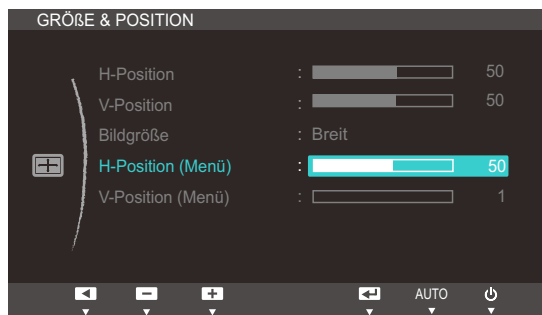 GRÖßE & POSITION
H-Position : 50
V-Position : 50
Bildgröße : Breit
H-Position (Menü) : 50
V-Position (Menü) : 1
AUTO